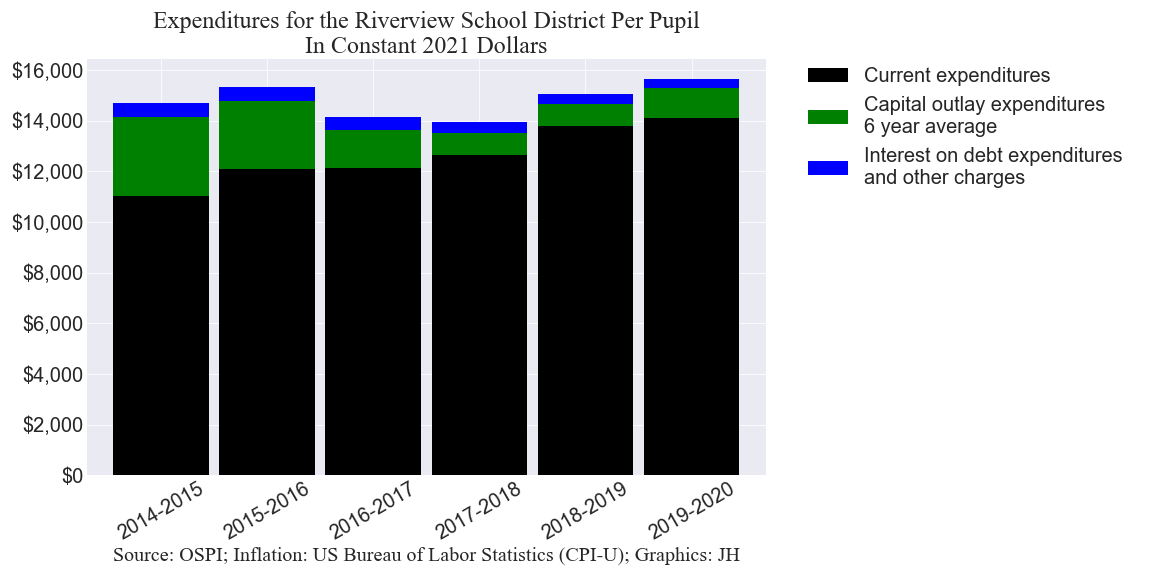 Expenditures for the Riverview School District Per Pupil
In Constant 2021 Dollars
$16,000
$14,000
$12,000
$10,000
$8,000
$6,000
$4,000
$2,000
$0
2014-2015
2015-2016
2016-2017
2017-2018
2018-2019
2019-2020
Source: OSPI; Inflation: US Bureau of Labor Statistics (CPI-U); Graphics: JH
Current expenditures
Capital outlay expenditures
6 year average
Interest on debt expenditures
and other charges